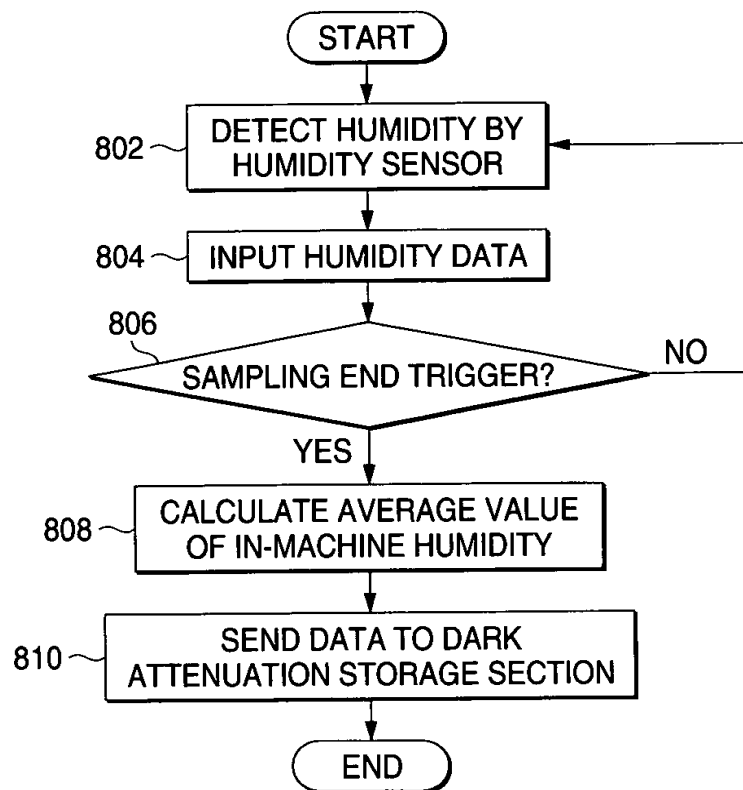 START
802
DETECT HUMIDITY BY
HUMIDITY SENSOR
804
INPUT HUMIDITY DATA
806
SAMPLING END TRIGGER?
NO
YES
808
CALCULATE AVERAGE VALUE
OF IN-MACHINE HUMIDITY
810
SEND DATA TO DARK
ATTENUATION STORAGE SECTION
END